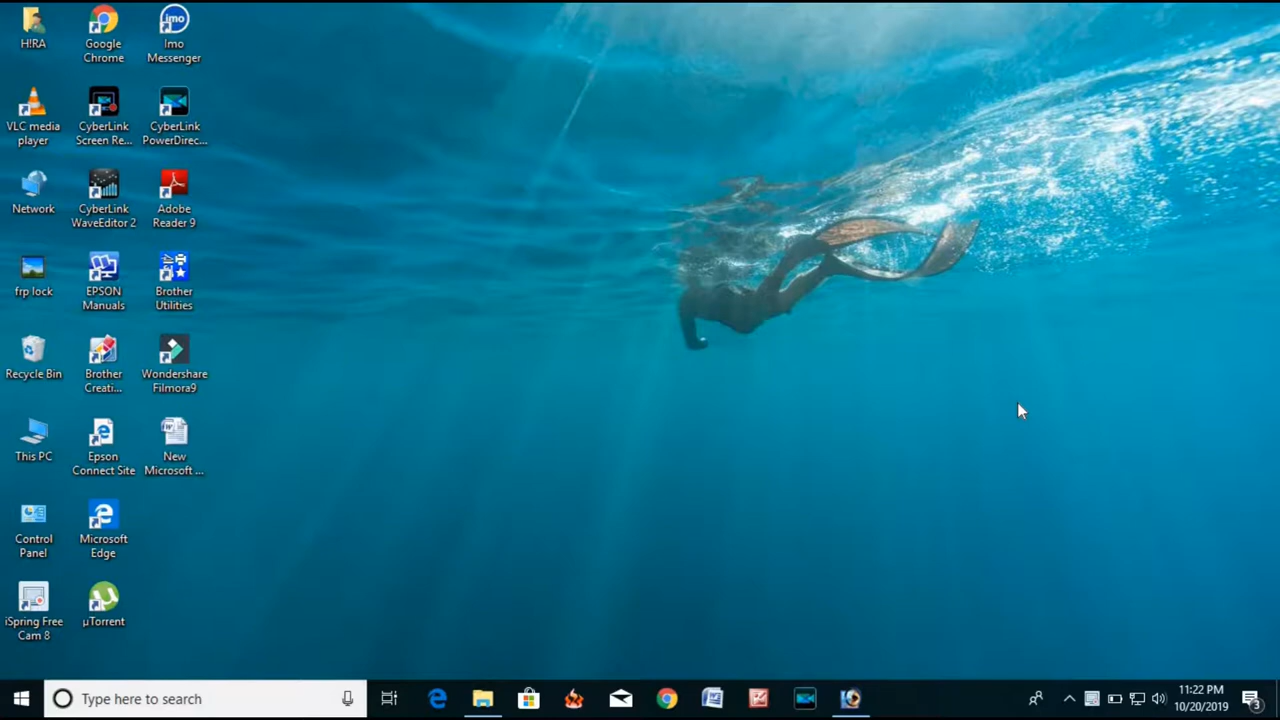 H!RA
Google
Chrome
imo
Imo
Messenger
VLC media
player
CyberLink
Screen Re...
CyberLink
PowerDirec...
Network
CyberLink
WaveEditor 2
Adobe
Reader 9
frp lock
EPSON
Manuals
Brother
Utilities
Recycle Bin
Brother
Creati...
Wondershare
Filmora9
This PC
Epson
Connect Site
New
Microsoft ...
Control
Panel
Microsoft
Edge
iSpring Free
Cam 8
µTorrent
Type here to search
11:22 PM
10/20/2019
3